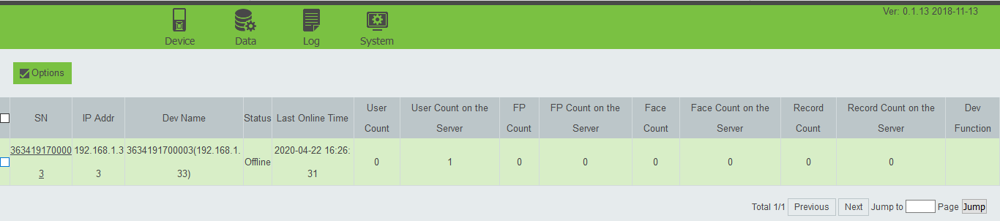 Ver: 0.1.13 2018-11-13
Device Data Log System
Options
SN IP Addr Dev Name Status Last Online Time User Count User Count on the Server FP Count FP Count on the Server Face Count Face Count on the Server Record Count Record Count on the Server Dev Function
3634191700003 192.168.1.33 3634191700003(192.168.1.33) Offline 2020-04-22 16:26:31 0 1 0 0 0 0 0 0
Total 1/1 Previous Next Jump to Page Jump